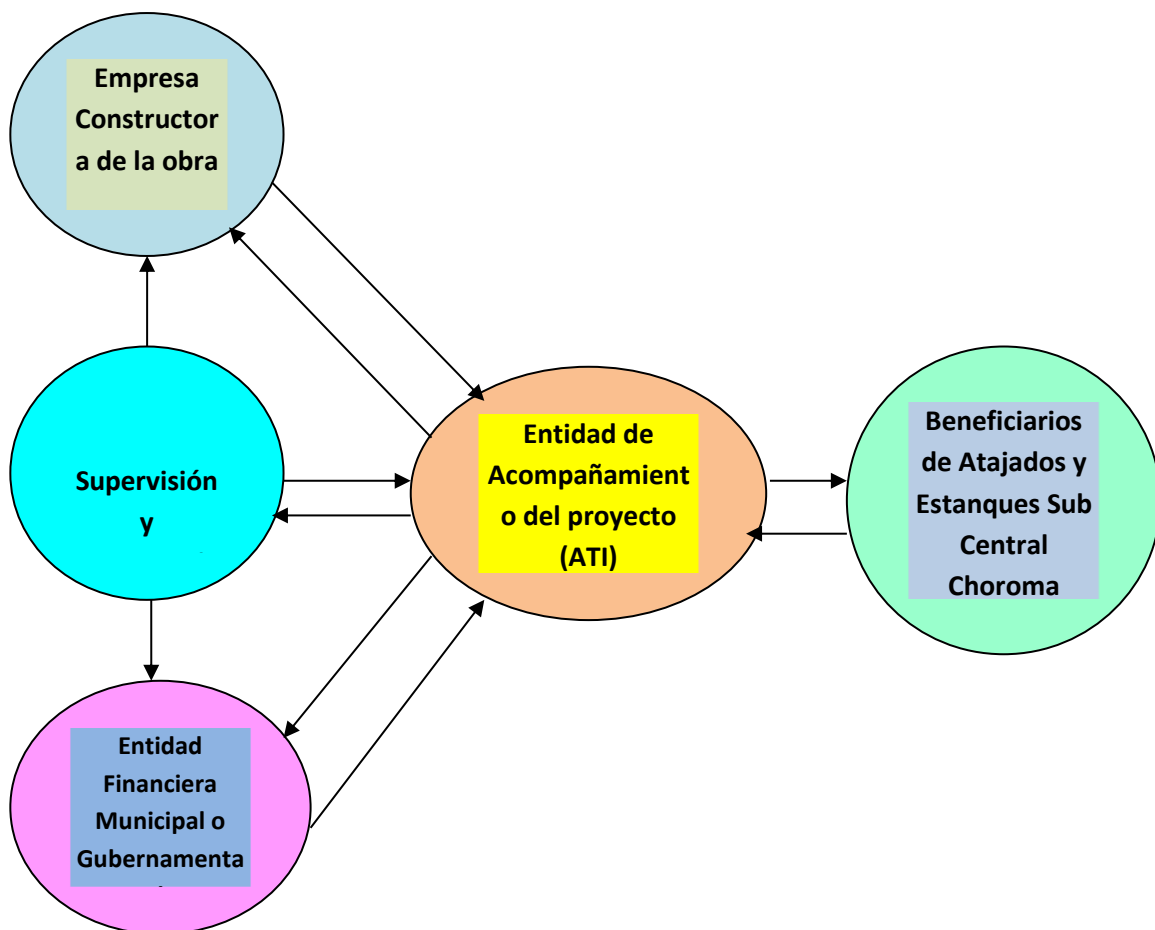 Empresa
Constructor
a de la obra
Supervisión
y
Entidad de
Acompañamient
o del proyecto
(ATI)
Beneficiarios
de Atajados y
Estanques Sub
Central
Choroma
Entidad
Financiera
Municipal o
Gubernamenta